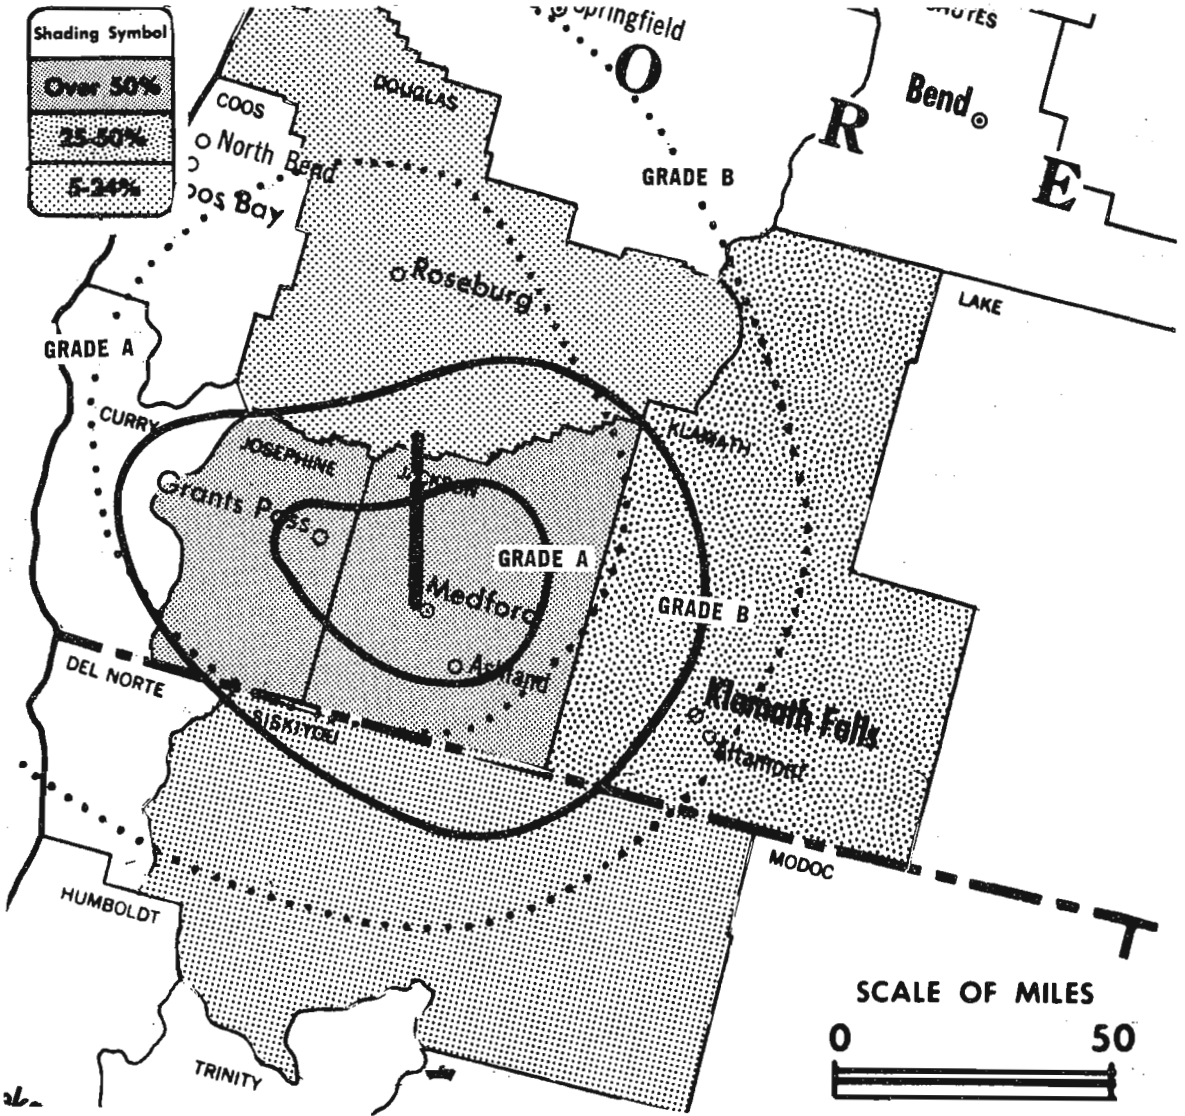 Shading Symbol
Over 50%
25-50%
5-24%
Springfield
O
R
E
Bend
DOUGLAS
COOS
North Bend
oos Bay
GRADE B
Roseburg
LAKE
GRADE A
CURRY
KLAMATH
JOSEPHINE
JACKSON
Grants Pass
GRADE A
Medford
GRADE B
Ashland
DEL NORTE
SISKIYOU
Klamath Falls
Altamont
MODOC
HUMBOLDT
TRINITY
SCALE OF MILES
0 50